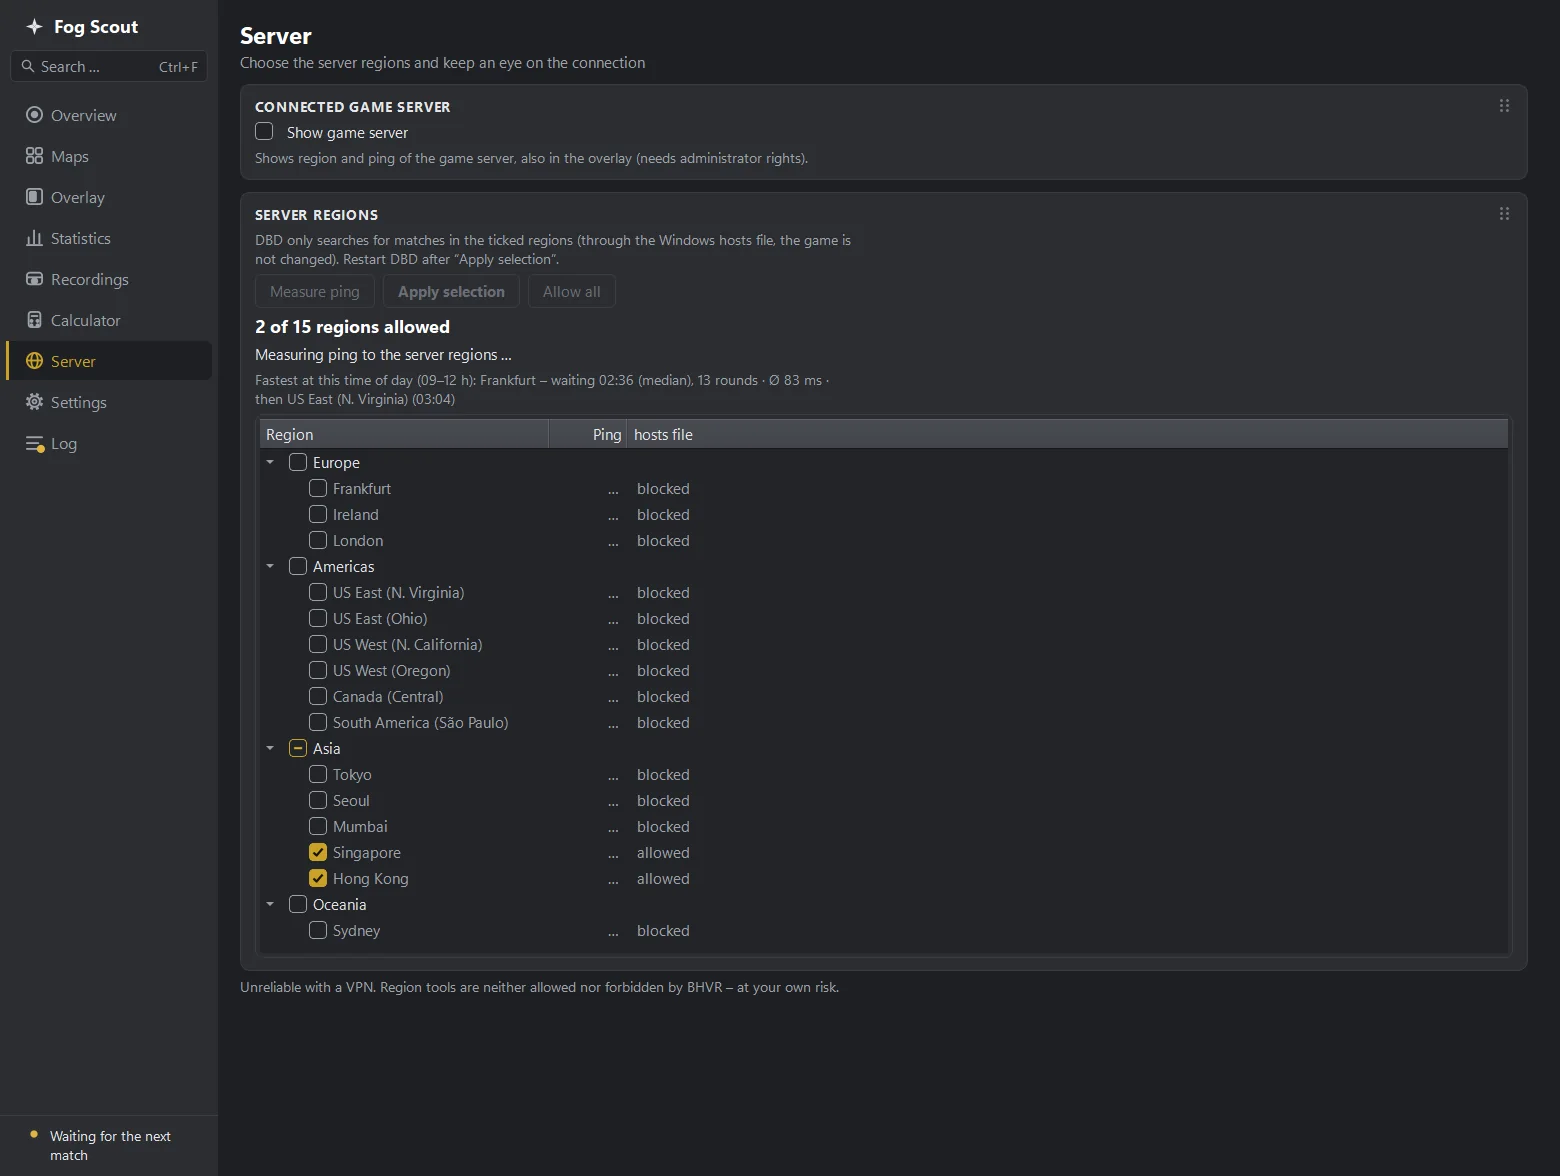 Fog Scout
Search ...
Ctrl+F
Overview
Maps
Overlay
Statistics
Recordings
Calculator
Server
Settings
Log
Waiting for the next
match
Server
Choose the server regions and keep an eye on the connection
CONNECTED GAME SERVER
Show game server
Shows region and ping of the game server, also in the overlay (needs administrator rights).
SERVER REGIONS
DBD only searches for matches in the ticked regions (through the Windows hosts file, the game is
not changed). Restart DBD after “Apply selection”.
Measure ping
Apply selection
Allow all
2 of 15 regions allowed
Measuring ping to the server regions ...
Fastest at this time of day (09–12 h): Frankfurt – waiting 02:36 (median), 13 rounds · Ø 83 ms ·
then US East (N. Virginia) (03:04)
Region Ping hosts file
Europe
Frankfurt ... blocked
Ireland ... blocked
London ... blocked
Americas
US East (N. Virginia) ... blocked
US East (Ohio) ... blocked
US West (N. California) ... blocked
US West (Oregon) ... blocked
Canada (Central) ... blocked
South America (São Paulo) ... blocked
Asia
Tokyo ... blocked
Seoul ... blocked
Mumbai ... blocked
Singapore ... allowed
Hong Kong ... allowed
Oceania
Sydney ... blocked
Unreliable with a VPN. Region tools are neither allowed nor forbidden by BHVR – at your own risk.